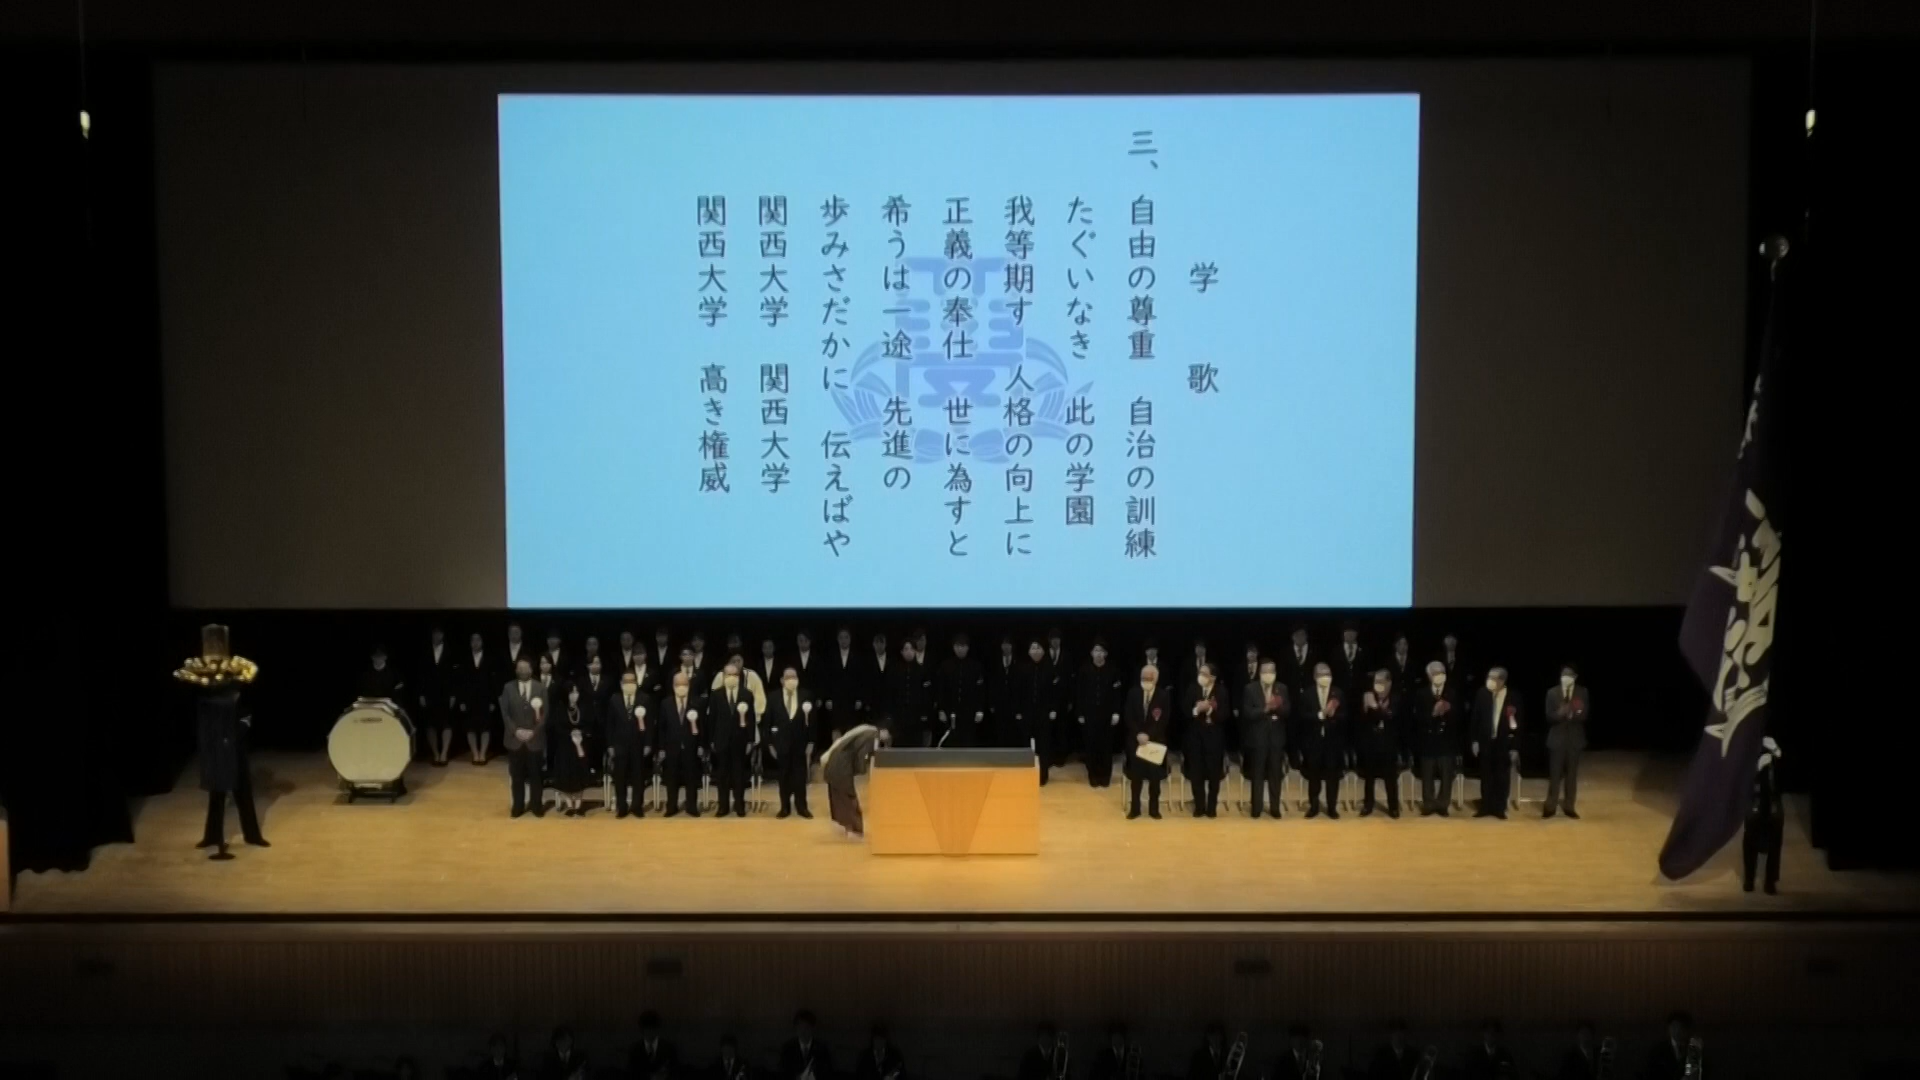 学 歌
三、自由の尊重 自治の訓練
たぐいなき 此の学園
我等期す 人格の向上に
正義の奉仕 世に為すと
希うは一途 先進の
歩みさだかに 伝えばや
関西大学 関西大学
関西大学 高き権威